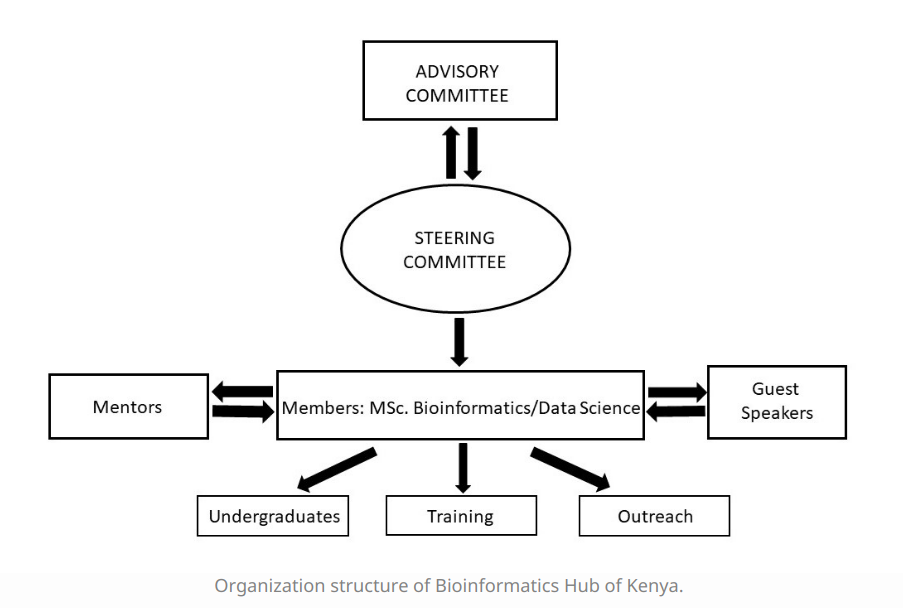 ADVISORY
COMMITTEE
STEERING
COMMITTEE
Mentors
Members: MSc. Bioinformatics/Data Science
Guest
Speakers
Undergraduates
Training
Outreach
Organization structure of Bioinformatics Hub of Kenya.